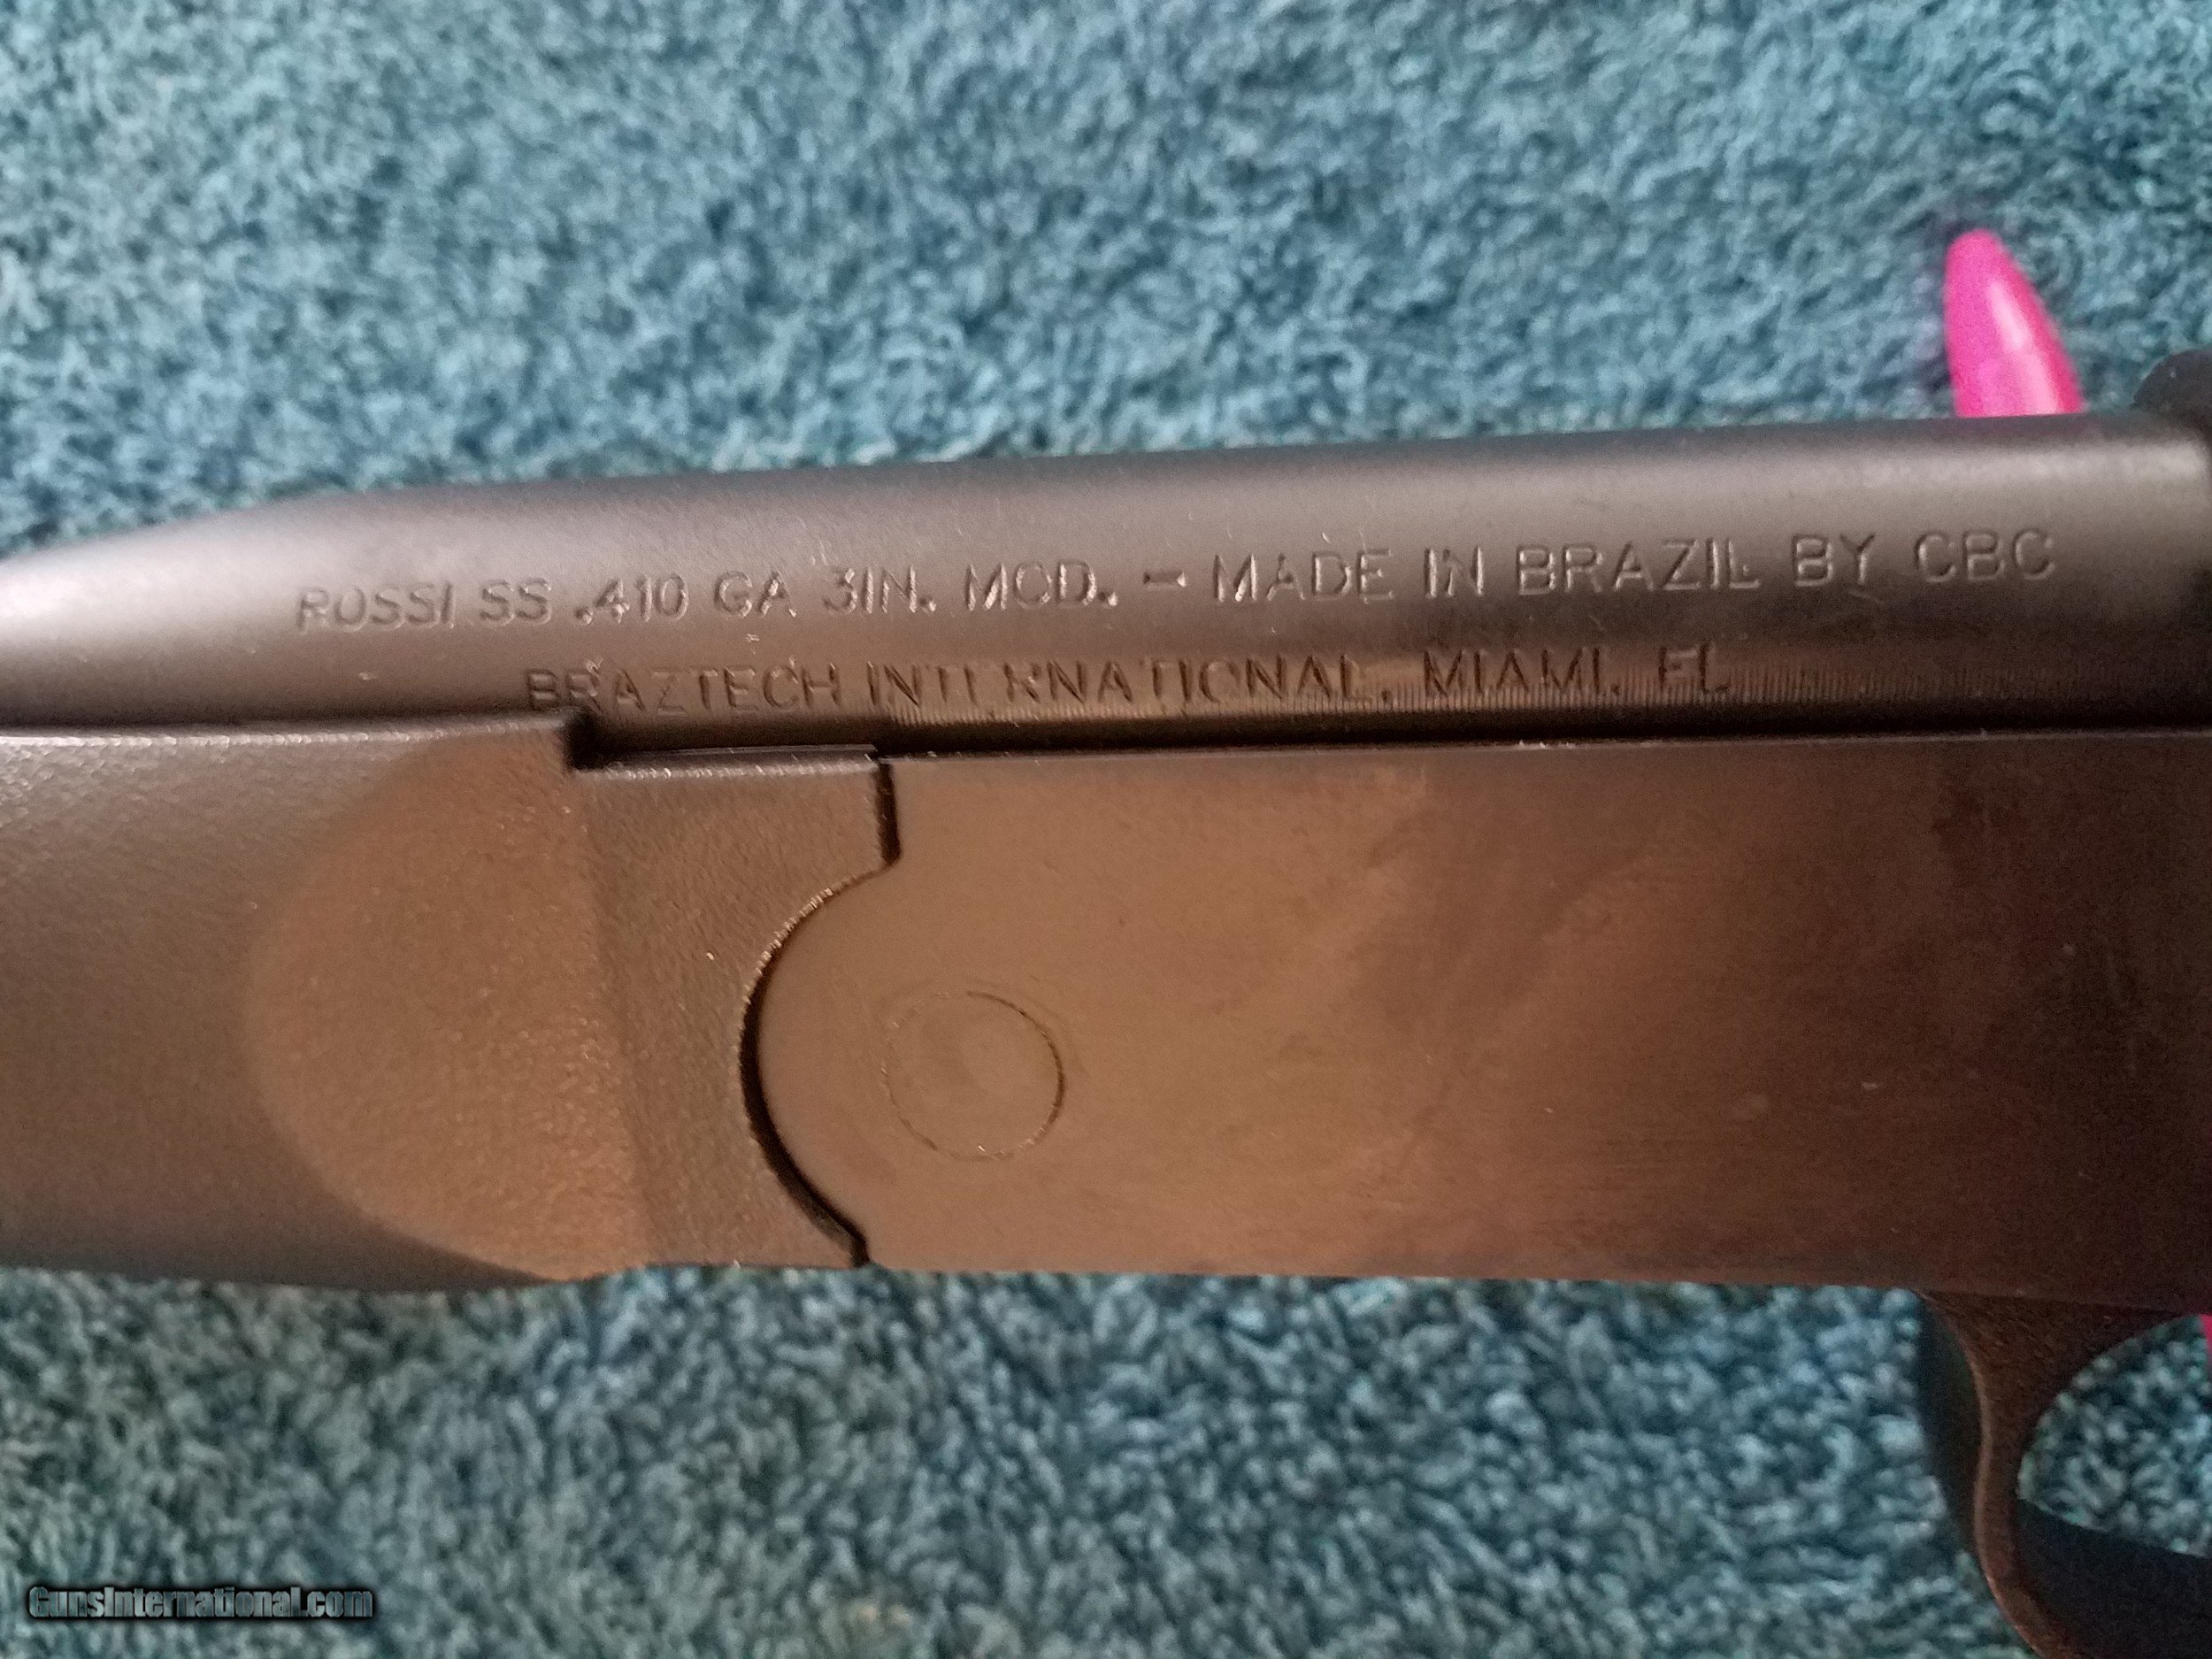 ROSSI SS .410 GA 3IN. MOD. - MADE IN BRAZIL BY CBC
BRAZTECH INTERNATIONAL, MIAMI, FL
GunsInternational.com